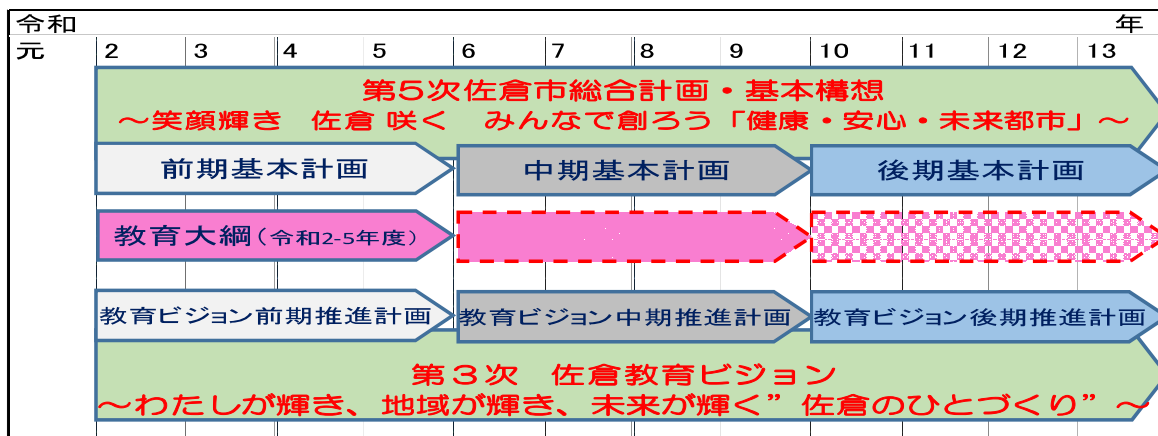 令和 年
元 2 3 4 5 6 7 8 9 10 11 12 13
第5次佐倉市総合計画・基本構想
～笑顔輝き　佐倉 咲く　みんなで創ろう「健康・安心・未来都市」～
前期基本計画 中期基本計画 後期基本計画
教育大綱(令和2-5年度)
教育ビジョン前期推進計画 教育ビジョン中期推進計画 教育ビジョン後期推進計画
第３次　佐倉教育ビジョン
～わたしが輝き、地域が輝き、未来が輝く”佐倉のひとづくり”～